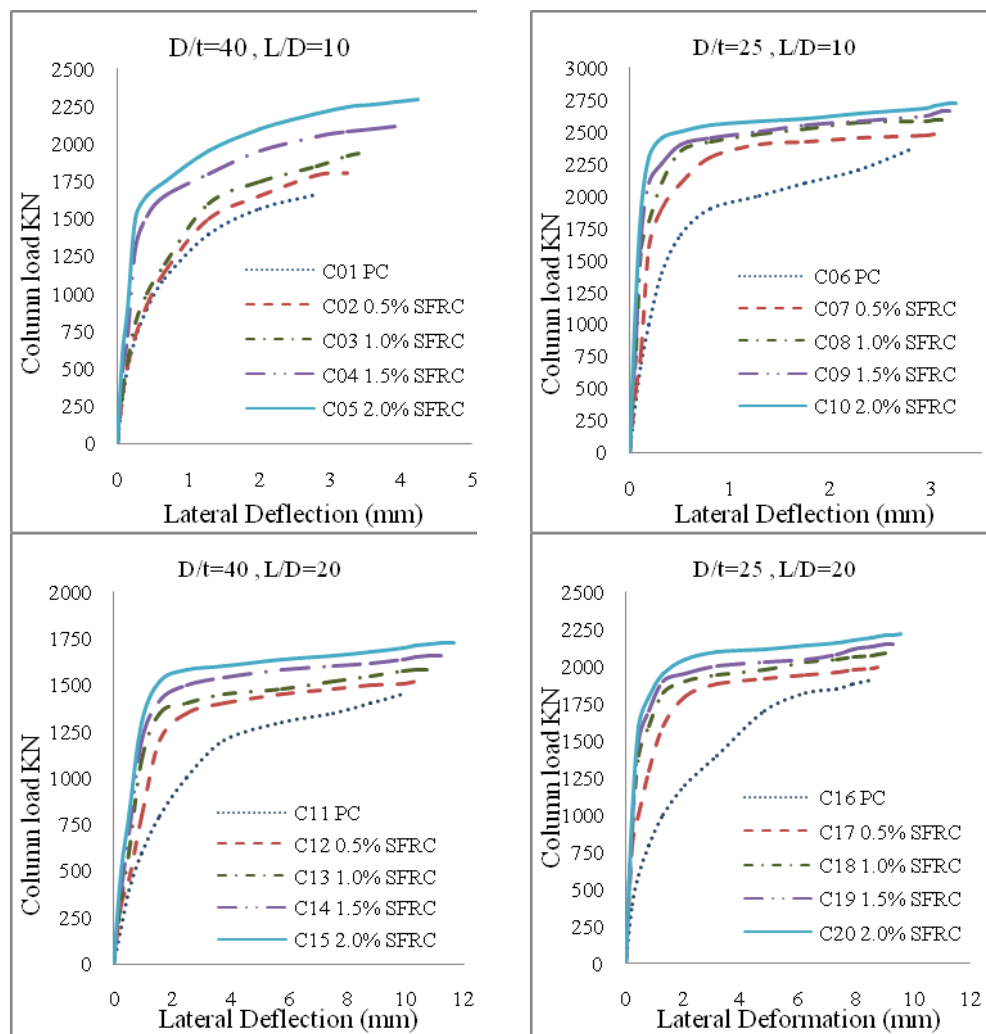 D/t=40 , L/D=10
2500
2250
2000
1750
1500
1250
1000
750
500
250
0
Column load KN
C01 PC
C02 0.5% SFRC
C03 1.0% SFRC
C04 1.5% SFRC
C05 2.0% SFRC
0 1 2 3 4 5
Lateral Deflection (mm)
D/t=25 , L/D=10
3000
2750
2500
2250
2000
1750
1500
1250
1000
750
500
250
0
Column load KN
C06 PC
C07 0.5% SFRC
C08 1.0% SFRC
C09 1.5% SFRC
C10 2.0% SFRC
0 1 2 3
Lateral Deflection (mm)
D/t=40 , L/D=20
2000
1750
1500
1250
1000
750
500
250
0
Column load KN
C11 PC
C12 0.5% SFRC
C13 1.0% SFRC
C14 1.5% SFRC
C15 2.0% SFRC
0 2 4 6 8 10 12
Lateral Deflection (mm)
D/t=25 , L/D=20
2500
2250
2000
1750
1500
1250
1000
750
500
250
0
Column load KN
C16 PC
C17 0.5% SFRC
C18 1.0% SFRC
C19 1.5% SFRC
C20 2.0% SFRC
0 2 4 6 8 10 12
Lateral Deformation (mm)